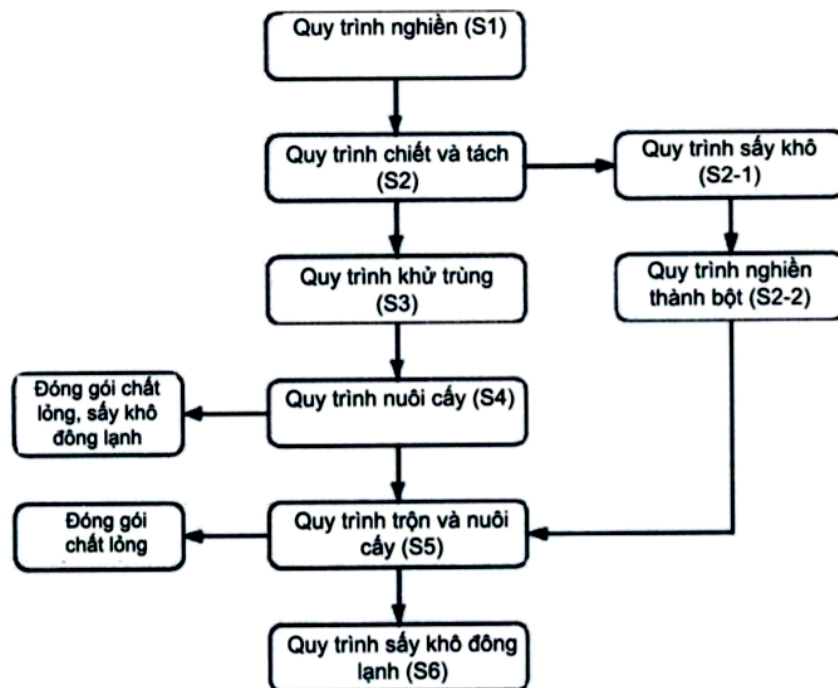 Quy trình nghiền (S1)
Quy trình chiết và tách
(S2)
Quy trình sấy khô
(S2-1)
Quy trình khử trùng
(S3)
Quy trình nghiền
thành bột (S2-2)
Đóng gói chất
lỏng, sấy khô
đông lạnh
Quy trình nuôi cấy (S4)
Đóng gói
chất lỏng
Quy trình trộn và nuôi
cấy (S5)
Quy trình sấy khô đông
lạnh (S6)